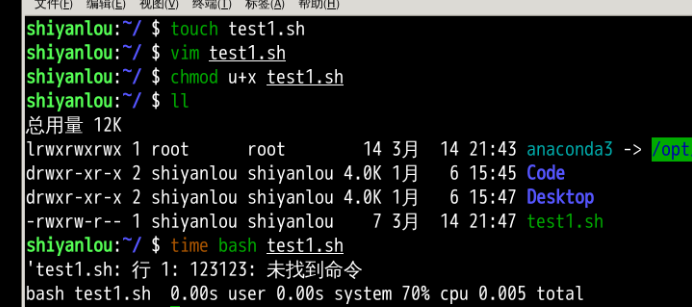 文件(F) 编辑(E) 视图(V) 终端(T) 标签(A) 帮助(H)
shiyanlou:~/ $ touch test1.sh
shiyanlou:~/ $ vim test1.sh
shiyanlou:~/ $ chmod u+x test1.sh
shiyanlou:~/ $ ll
总用量 12K
lrwxrwxrwx 1 root root 14 3月 14 21:43 anaconda3 -> /opt
drwxr-xr-x 2 shiyanlou shiyanlou 4.0K 1月 6 15:45 Code
drwxr-xr-x 2 shiyanlou shiyanlou 4.0K 1月 6 15:47 Desktop
-rwxrw-r-- 1 shiyanlou shiyanlou 7 3月 14 21:47 test1.sh
shiyanlou:~/ $ time bash test1.sh
'test1.sh: 行 1: 123123: 未找到命令
bash test1.sh 0.00s user 0.00s system 70% cpu 0.005 total